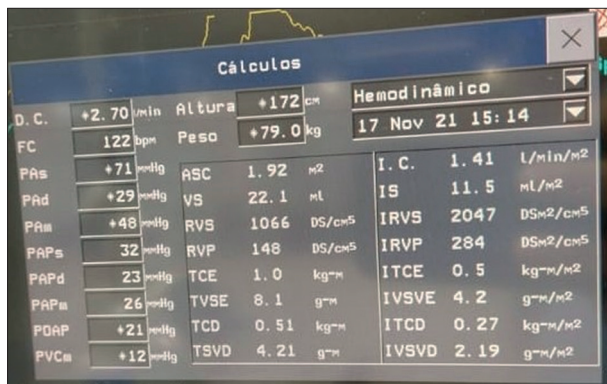 Cálculos
D.C. +2.70 l/min Altura +172 cm Hemodinâmico
FC 122 bpm Peso +79.0 kg 17 Nov 21 15:14
PAs +71 mmHg
PAd +29 mmHg
PAm +48 mmHg
PAPs 32 mmHg
PAPd 23 mmHg
PAPm 26 mmHg
POAP +21 mmHg
PVCm +12 mmHg
ASC 1.92 M2
VS 22.1 ml
RVS 1066 DS/cm5
RVP 148 DS/cm5
TCE 1.0 kg-m
TVSE 8.1 g-m
TCD 0.51 kg-m
TSVD 4.21 g-m
I.C. 1.41 l/min/m2
IS 11.5 ml/m2
IRVS 2047 DSm2/cm5
IRVP 284 DSm2/cm5
ITCE 0.5 kg-m/m2
IVSVE 4.2 g-m/m2
ITCD 0.27 kg-m/m2
IVSVD 2.19 g-m/m2